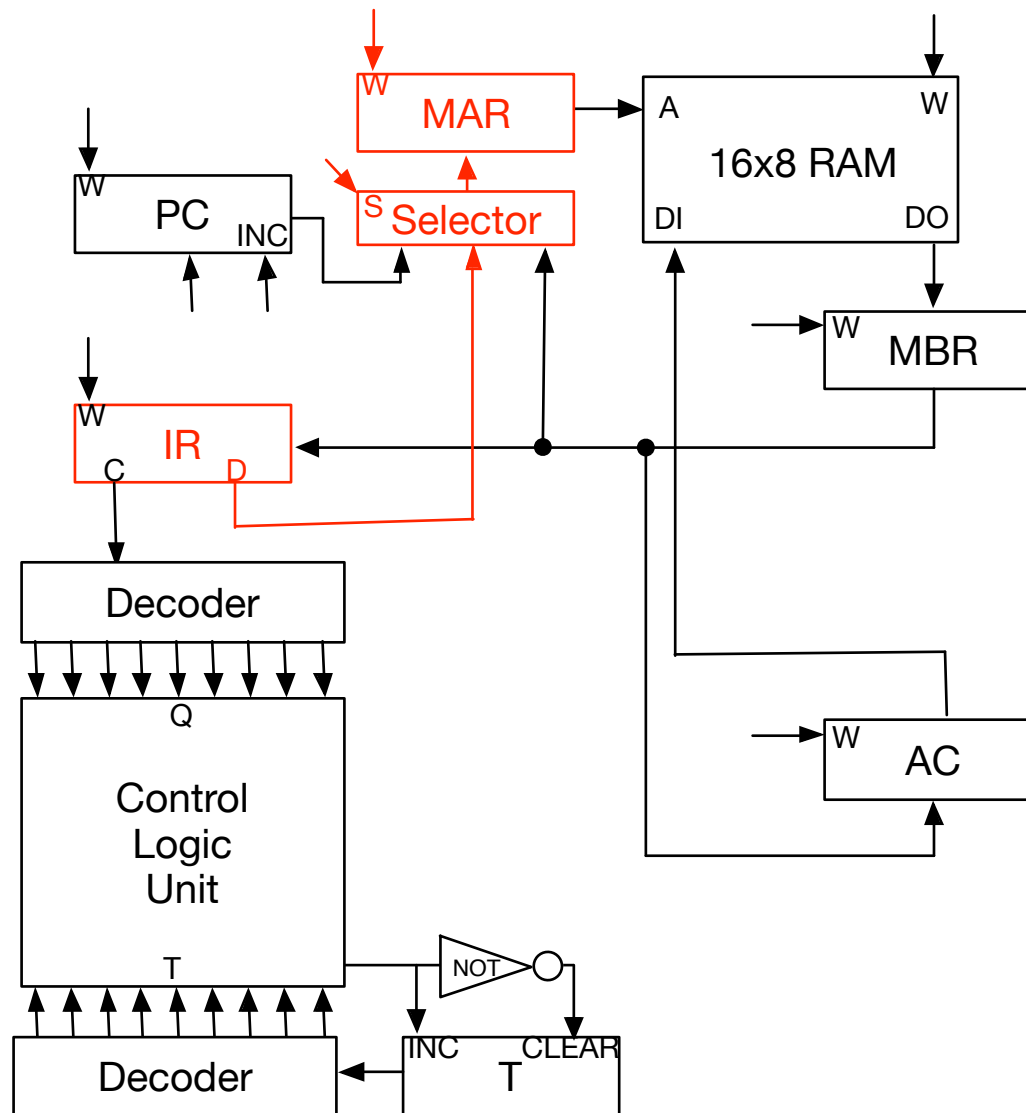 W
MAR
A
W
16x8 RAM
DI
DO
W
PC
INC
S
Selector
W
MBR
W
IR
C
D
Decoder
Q
Control
Logic
Unit
T
W
AC
NOT
INC
CLEAR
T
Decoder